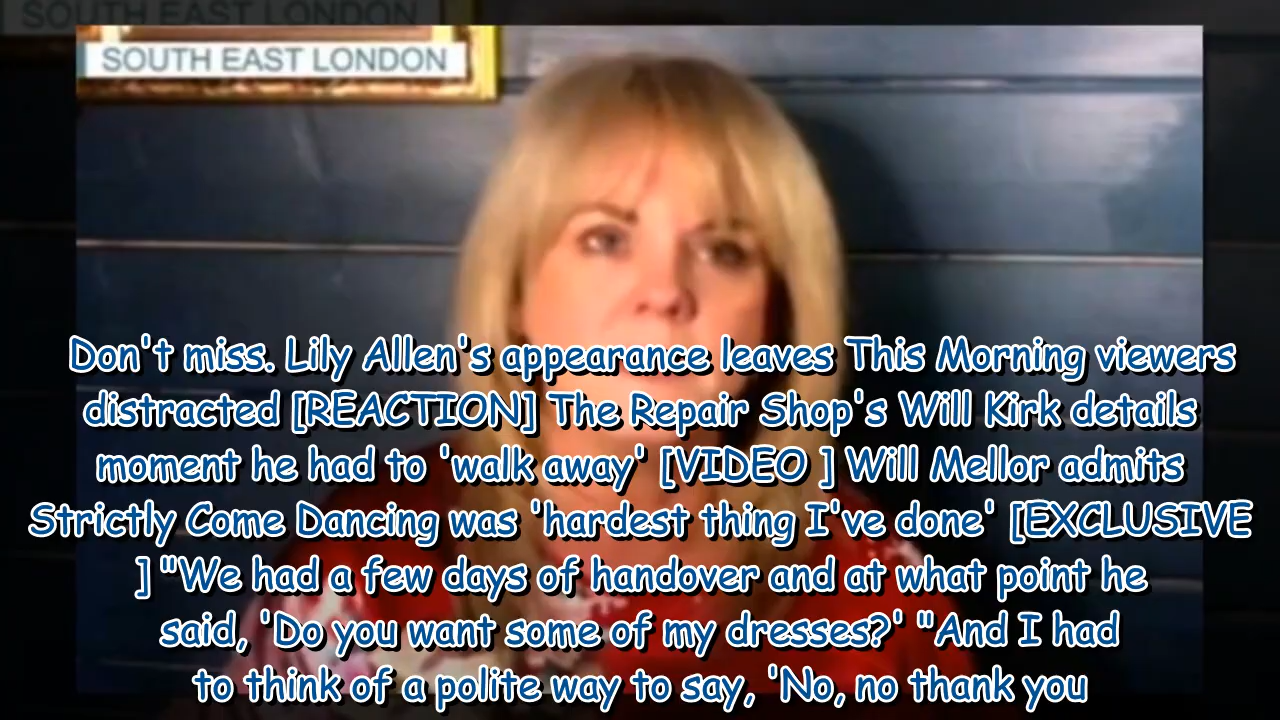 SOUTH EAST LONDON
SOUTH EAST LONDON
Don't miss. Lily Allen's appearance leaves This Morning viewers
distracted [REACTION] The Repair Shop's Will Kirk details
moment he had to 'walk away' [VIDEO ] Will Mellor admits
Strictly Come Dancing was 'hardest thing I've done' [EXCLUSIVE
] "We had a few days of handover and at what point he
said, 'Do you want some of my dresses?' "And I had
to think of a polite way to say, 'No, no thank you